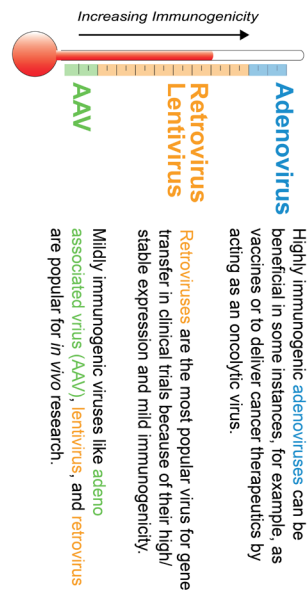 Increasing Immunogenicity
Adenovirus
Highly immunogenic adenoviruses can be
beneficial in some instances, for example, as
vaccines or to deliver cancer therapeutics by
acting as an oncolytic virus.
Retrovirus
Lentivirus
Retroviruses are the most popular virus for gene
transfer in clinical trials because of their high/
stable expression and mild immunogenicity.
AAV
Mildly immunogenic viruses like adeno
associated vrius (AAV), lentivirus, and retrovirus
are popular for in vivo research.